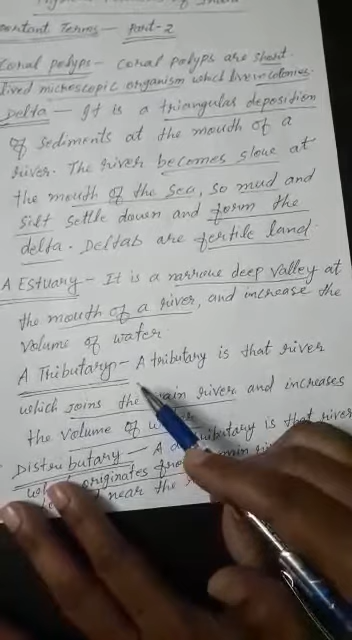 Important Terms - Part-2
Coral polyps - coral polyps are short
lived microscopic organism which live in colonies.
Delta - It is a triangular deposition
of sediments at the mouth of a
river. The river becomes slow at
the mouth of the sea, so mud and
silt settle down and form the
delta. Deltas are fertile land.
A Estuary - It is a narrow deep valley at
the mouth of a river, and increase the
volume of water
A Tributary - A tributary is that river
which joins the main river and increases
the volume of
Distributary - A distributary is that river
originates from main
near the